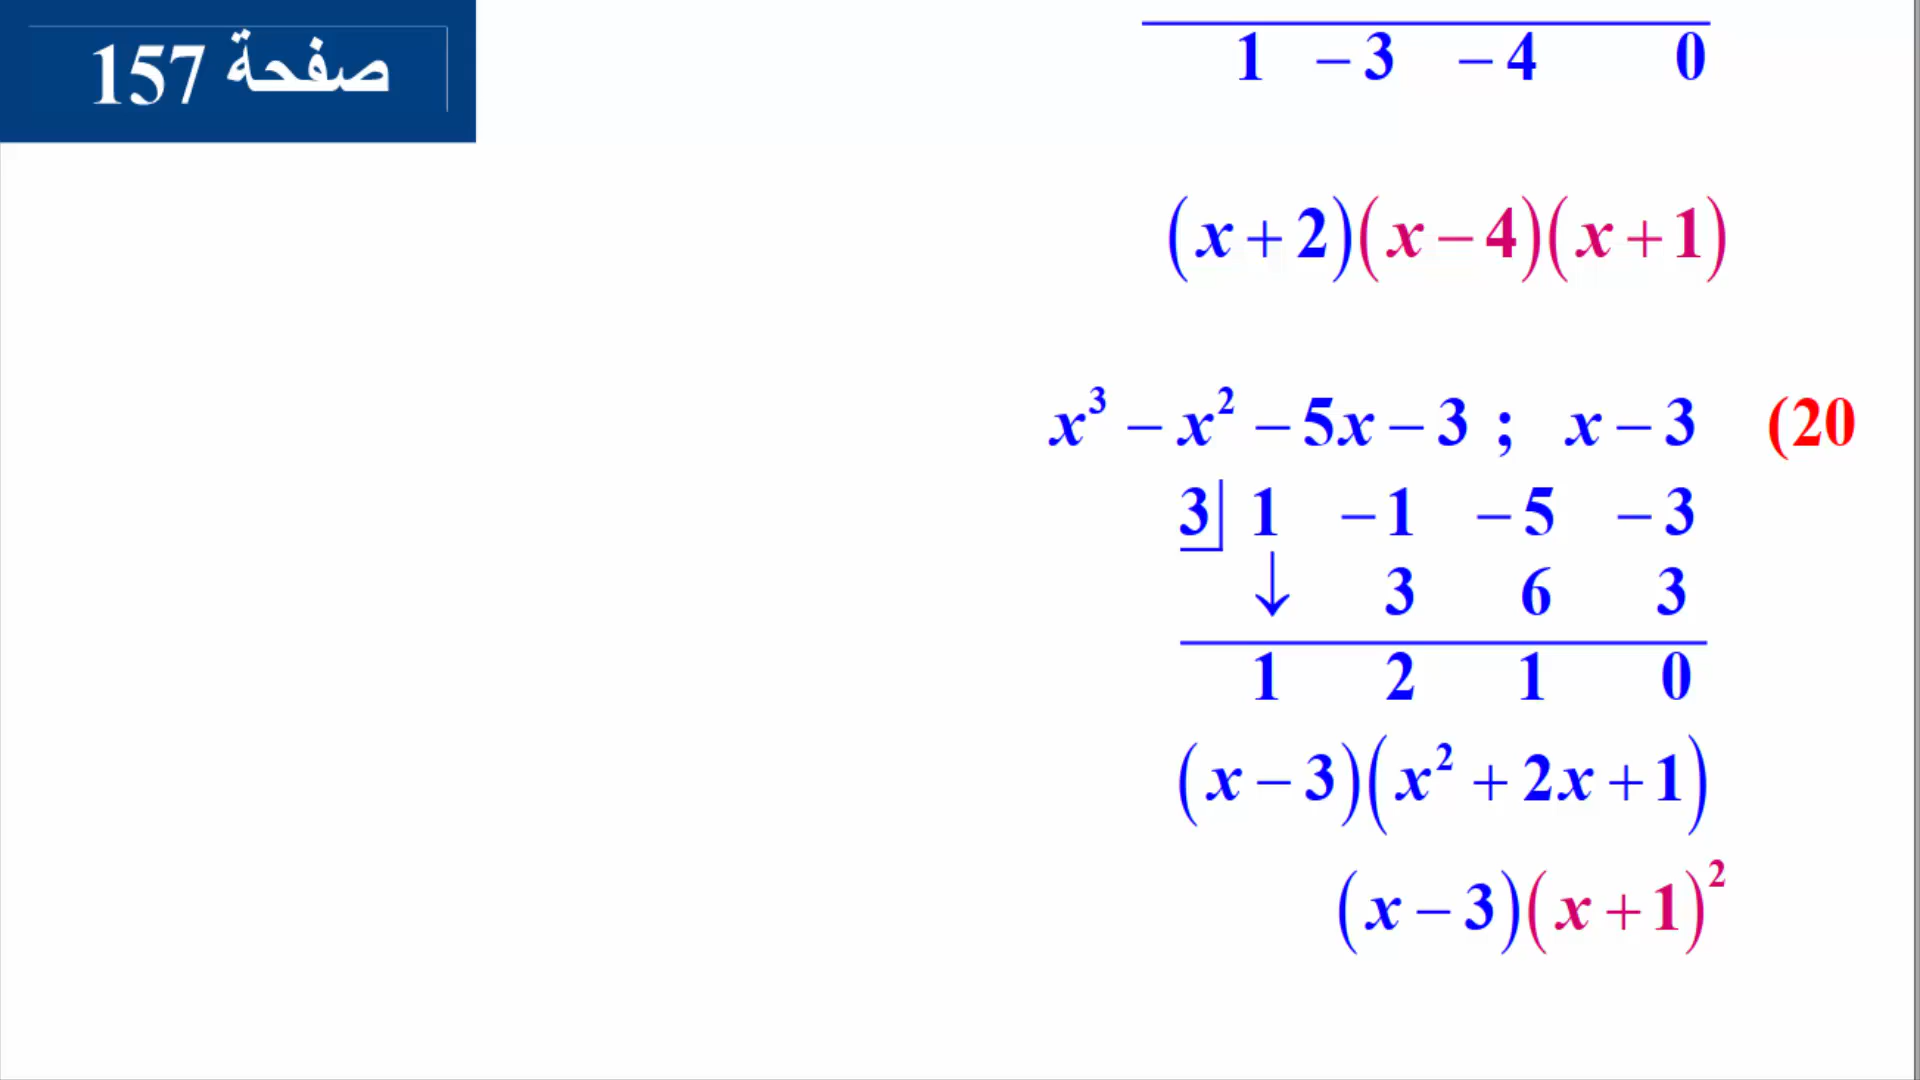 صفحة 157
1 −3 −4 0
(x + 2)(x − 4)(x + 1)
(20 x³ − x² − 5x − 3 ; x − 3
3 1 −1 −5 −3
↓ 3 6 3
1 2 1 0
(x − 3)(x² + 2x + 1)
(x − 3)(x + 1)²